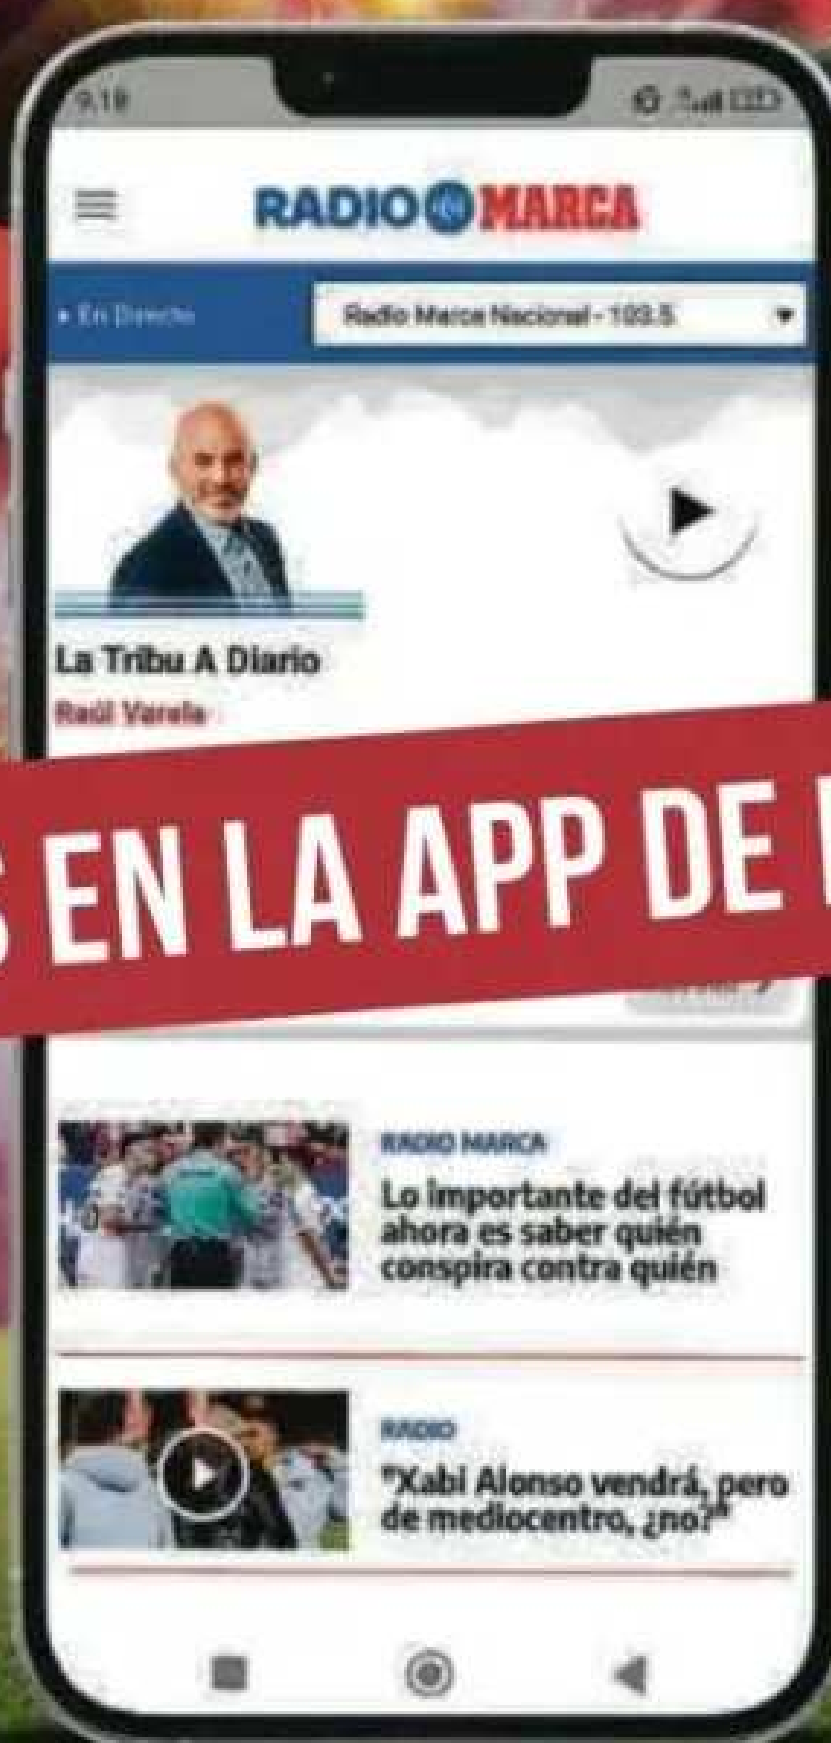 9.18
RADIO MARCA
En Directo
Radio Marca Nacional - 103.5
La Tribu A Diario
Raúl Varela
EN LA APP DE
RADIO MARCA
Lo importante del fútbol
ahora es saber quién
conspira contra quién
RADIO
"Xabi Alonso vendrá, pero
de mediocentro, ¿no?"